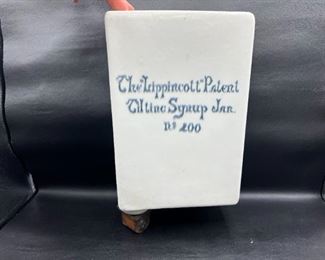 The "Lippincott" Patent
Tilting Syrup Jar
No 200